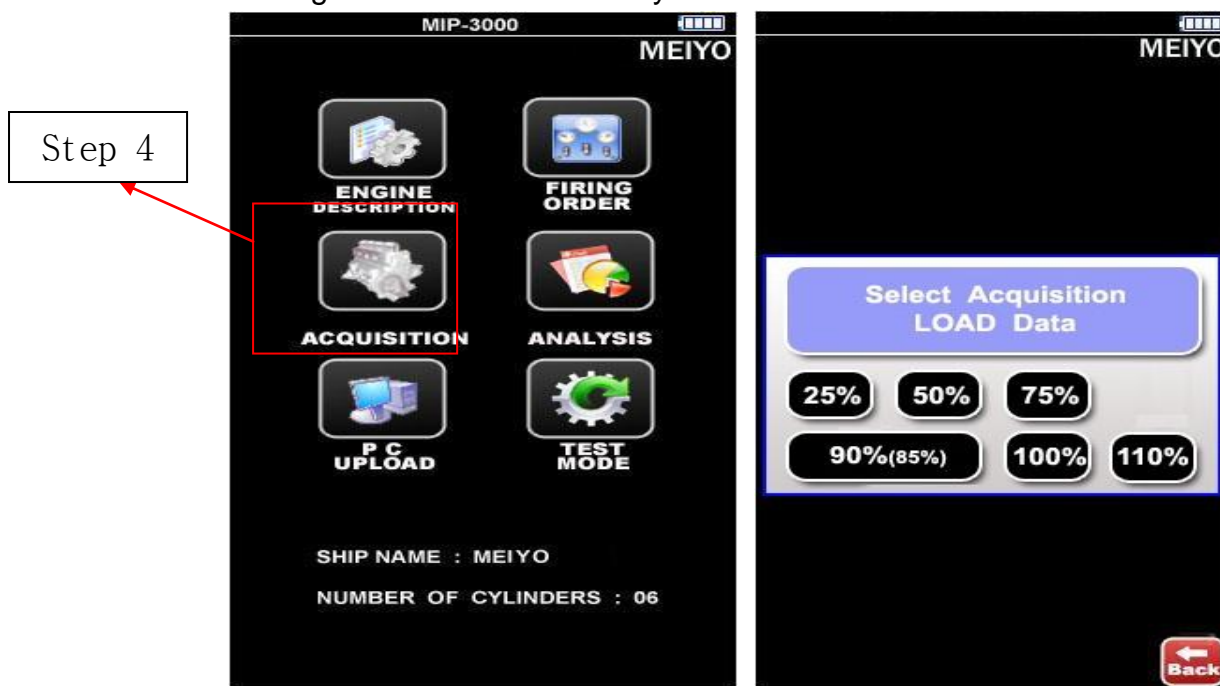 MIP-3000
MEIYO
Step 4
ENGINE
DESCRIPTION
FIRING
ORDER
ACQUISITION
ANALYSIS
P C
UPLOAD
TEST
MODE
SHIP NAME : MEIYO
NUMBER OF CYLINDERS : 06
MEIYO
Select Acquisition
LOAD Data
25% 50% 75%
90%(85%) 100% 110%
Back